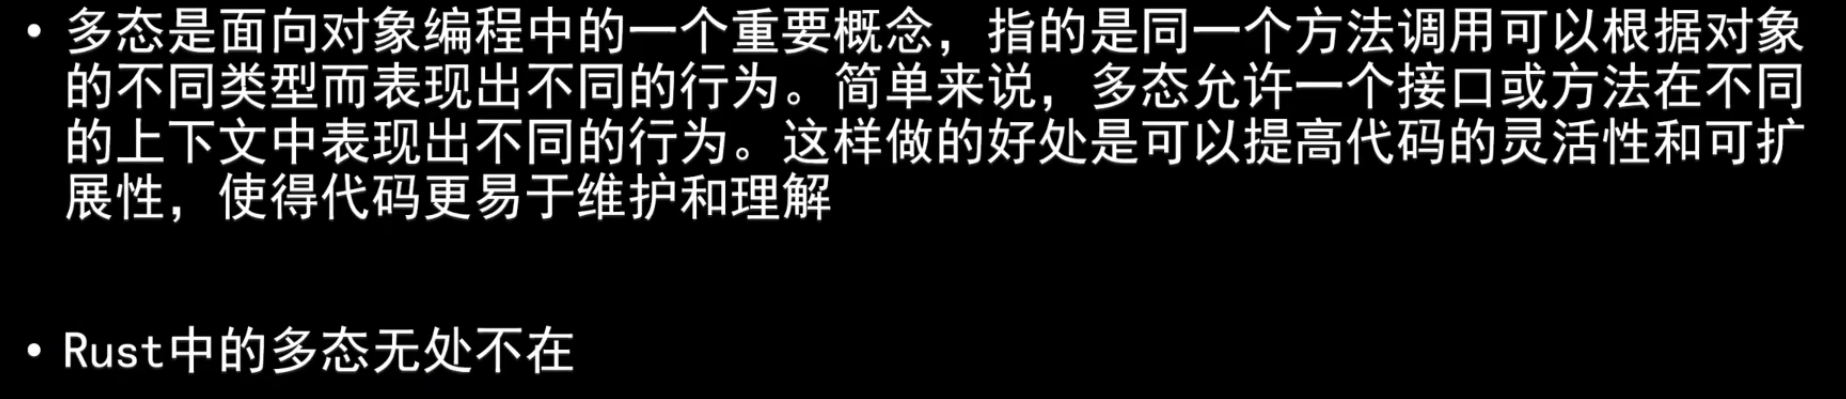 • 多态是面向对象编程中的一个重要概念，指的是同一个方法调用可以根据对象
的不同类型而表现出不同的行为。简单来说，多态允许一个接口或方法在不同
的上下文中表现出不同的行为。这样做的好处是可以提高代码的灵活性和可扩
展性，使得代码更易于维护和理解
• Rust中的多态无处不在